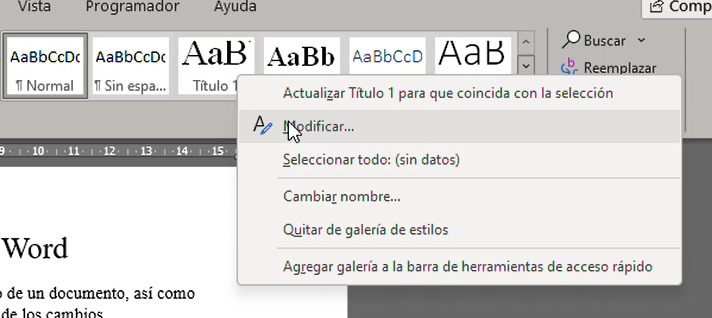 Vista Programador Ayuda Comp
AaBbCcDc AaBbCcDc AaB AaBb AaBbCcD AaB
¶ Normal ¶ Sin espa... Título 1
Buscar
Reemplazar
Actualizar Título 1 para que coincida con la selección
Modificar...
Seleccionar todo: (sin datos)
Cambiar nombre...
Quitar de galería de estilos
Agregar galería a la barra de herramientas de acceso rápido
9 10 11 12 13 14 15
Word
o de un documento, así como
de los cambios.